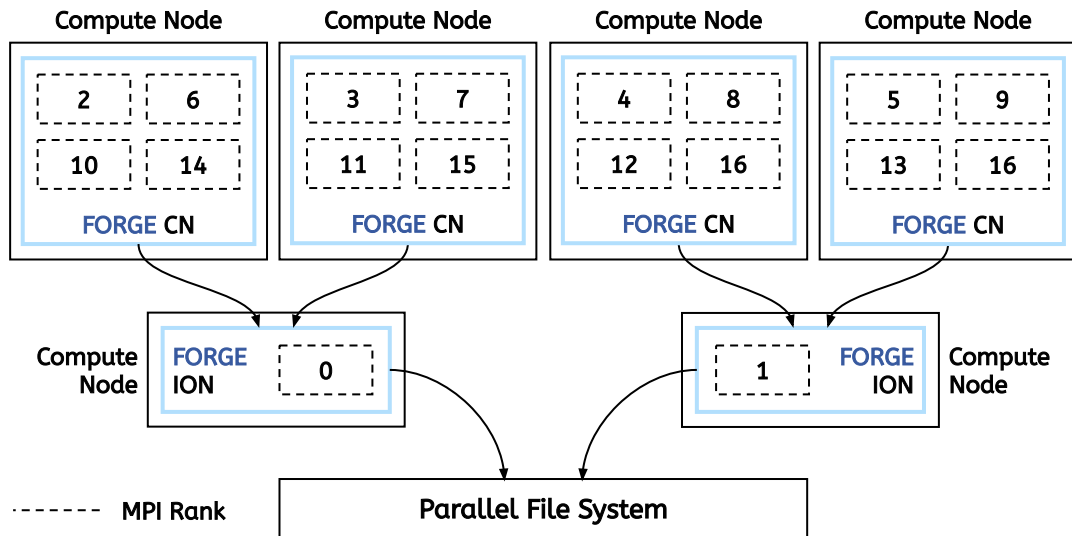 Compute Node Compute Node Compute Node Compute Node
2 6 3 7 4 8 5 9
10 14 11 15 12 16 13 16
FORGE CN FORGE CN FORGE CN FORGE CN
Compute
Node
FORGE
ION
0
1
FORGE
ION
Compute
Node
MPI Rank
Parallel File System